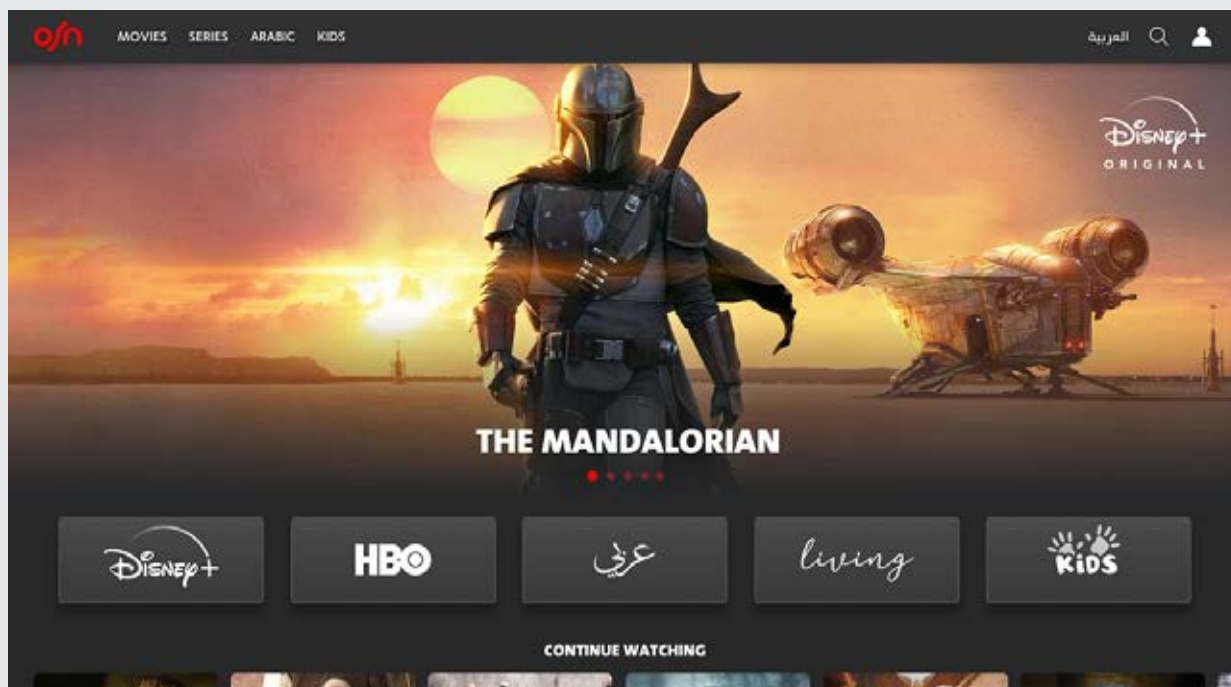 osn MOVIES SERIES ARABIC KIDS العربية
Disney+
ORIGINAL
THE MANDALORIAN
Disney+ HBO عربي living KiDS
CONTINUE WATCHING